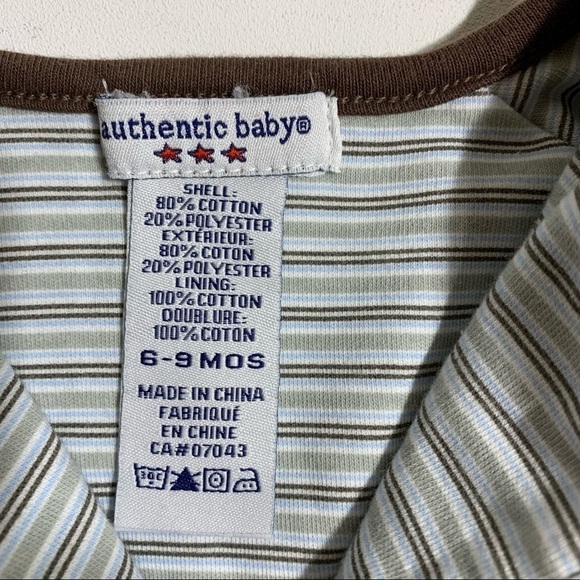 authentic baby®
SHELL:
80% COTTON
20% POLYESTER
EXTÉRIEUR:
80% COTON
20% POLYESTER
LINING:
100% COTTON
DOUBLURE:
100% COTON
6-9 MOS
MADE IN CHINA
FABRIQUÉ
EN CHINE
CA#07043
30C